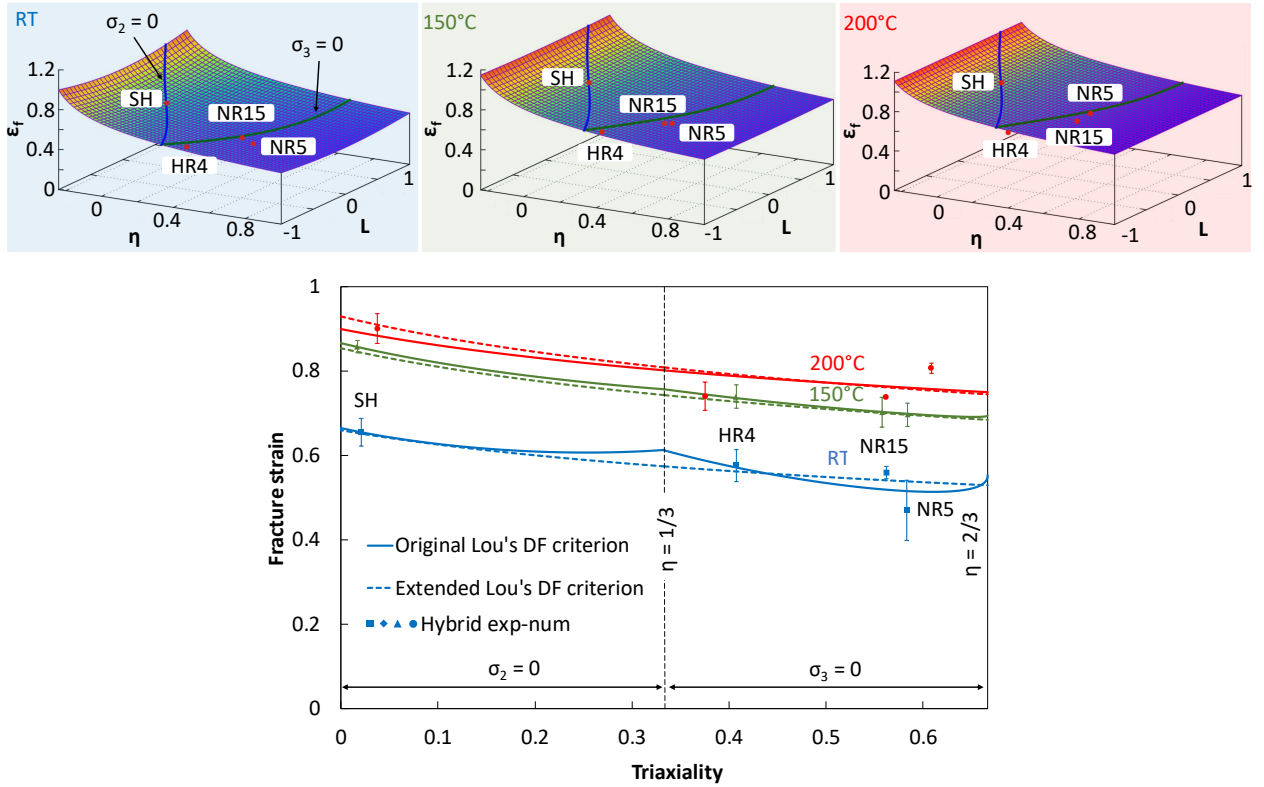 RT
σ2 = 0
σ3 = 0
1.2
0.8
0.4
0
εf
SH
NR15
NR5
HR4
0
0.4
0.8
η
-1
0
1
L
150°C
1.2
0.8
0.4
0
εf
SH
NR15
NR5
HR4
0
0.4
0.8
η
-1
0
1
L
200°C
1.2
0.8
0.4
0
εf
SH
NR5
NR15
HR4
0
0.4
0.8
η
-1
0
1
L
1
0.8
0.6
0.4
0.2
0
Fracture strain
200°C
150°C
SH
HR4
NR15
RT
NR5
η = 1/3
η = 2/3
Original Lou's DF criterion
Extended Lou's DF criterion
Hybrid exp-num
σ2 = 0
σ3 = 0
0 0.1 0.2 0.3 0.4 0.5 0.6
Triaxiality